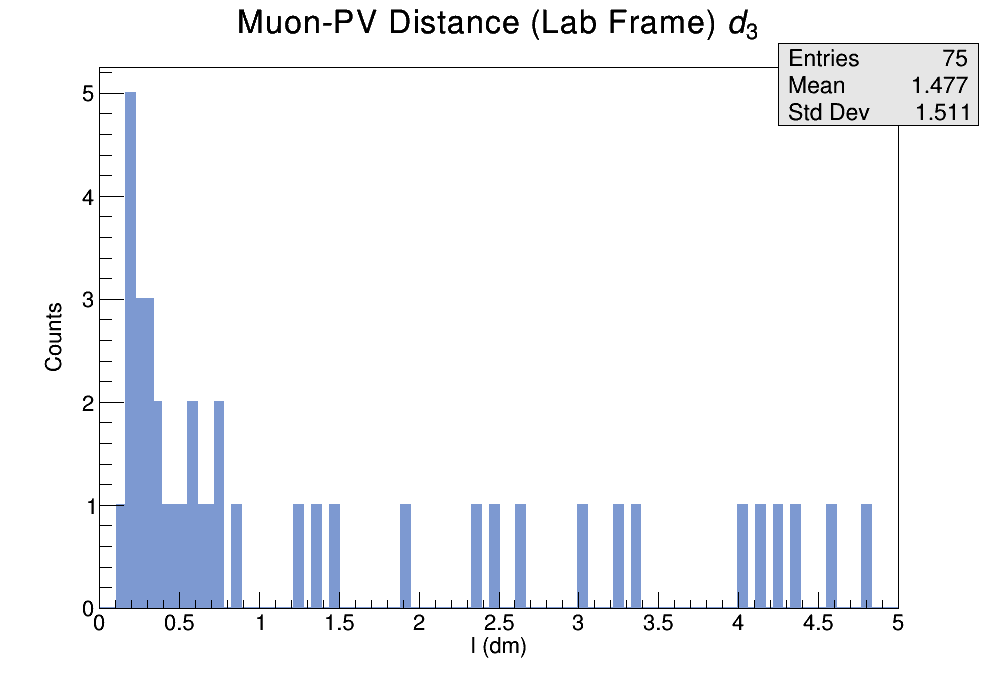 Muon-PV Distance (Lab Frame) d₃
Entries 75
Mean 1.477
Std Dev 1.511
Counts
5
4
3
2
1
0
0 0.5 1 1.5 2 2.5 3 3.5 4 4.5 5
l (dm)